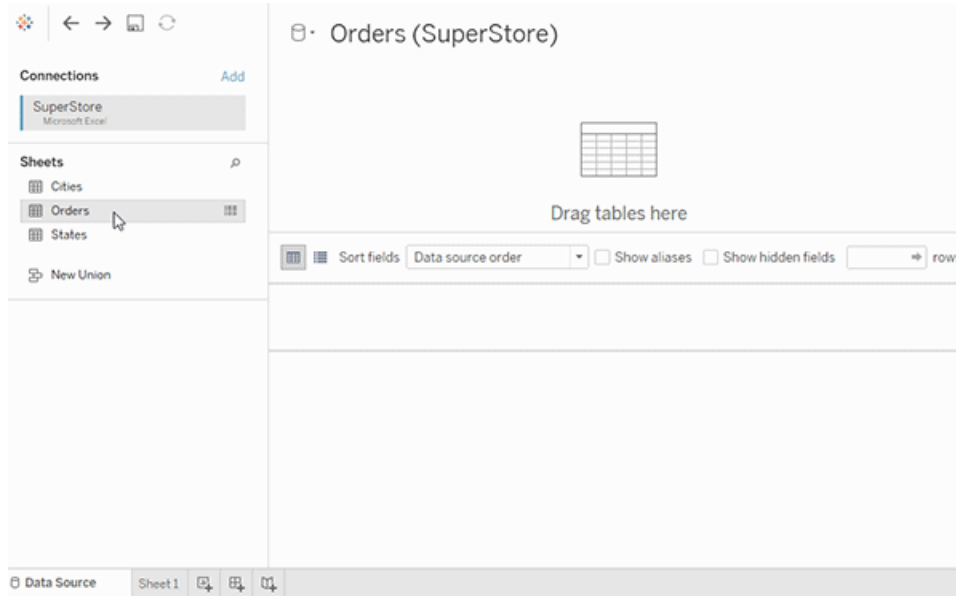 Orders (SuperStore)
Connections Add
SuperStore
Microsoft Excel
Sheets
Cities
Orders
States
New Union
Drag tables here
Sort fields Data source order Show aliases Show hidden fields row
Data Source Sheet 1